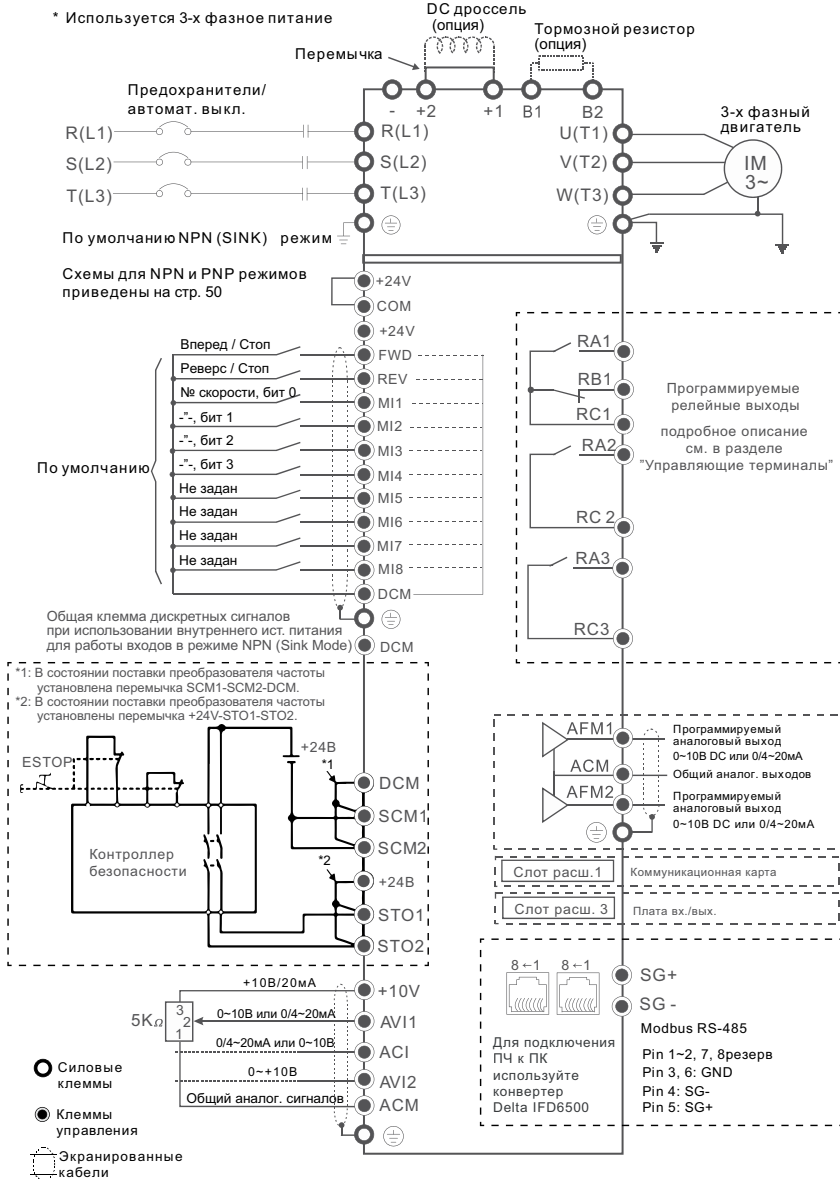 * Используется 3-х фазное питание
DC дроссель
(опция)
Тормозной резистор
(опция)
Перемычка
Предохранители/
автомат. выкл.
- +2 +1 B1 B2
3-х фазный
двигатель
R(L1) R(L1) U(T1)
S(L2) S(L2) V(T2)
T(L3) T(L3) W(T3)
IM
3~
По умолчанию NPN (SINK) режим
Схемы для NPN и PNP режимов
приведены на стр. 50
+24V
COM
+24V
Вперед / Стоп FWD
Реверс / Стоп REV
№ скорости, бит 0 MI1
-"-, бит 1 MI2
-"-, бит 2 MI3
-"-, бит 3 MI4
Не задан MI5
Не задан MI6
Не задан MI7
Не задан MI8
DCM
По умолчанию
RA1
RB1
RC1
RA2
RC 2
RA3
RC3
Программируемые
релейные выходы
подробное описание
см. в разделе
"Управляющие терминалы"
Общая клемма дискретных сигналов
при использовании внутреннего ист. питания
для работы входов в режиме NPN (Sink Mode)
DCM
*1: В состоянии поставки преобразователя частоты
установлена перемычка SCM1-SCM2-DCM.
*2: В состоянии поставки преобразователя частоты
установлены перемычка +24V-STO1-STO2.
ESTOP
+24В
*1
DCM
SCM1
SCM2
*2
+24В
STO1
STO2
Контроллер
безопасности
AFM1
ACM
AFM2
Программируемый
аналоговый выход
0~10В DC или 0/4~20мА
Общий аналог. выходов
Программируемый
аналоговый выход
0~10В DC или 0/4~20мА
Слот расш.1 Коммуникационная карта
Слот расш. 3 Плата вх./вых.
+10В/20мА +10V
5KΩ
3
2
1
0~10В или 0/4~20мА AVI1
0/4~20мА или 0~10В ACI
0~+10В AVI2
Общий аналог. сигналов ACM
8←1 8←1
SG+
SG -
Modbus RS-485
Для подключения
ПЧ к ПК
используйте
конвертер
Delta IFD6500
Pin 1~2, 7, 8резерв
Pin 3, 6: GND
Pin 4: SG-
Pin 5: SG+
Силовые
клеммы
Клеммы
управления
Экранированные
кабели